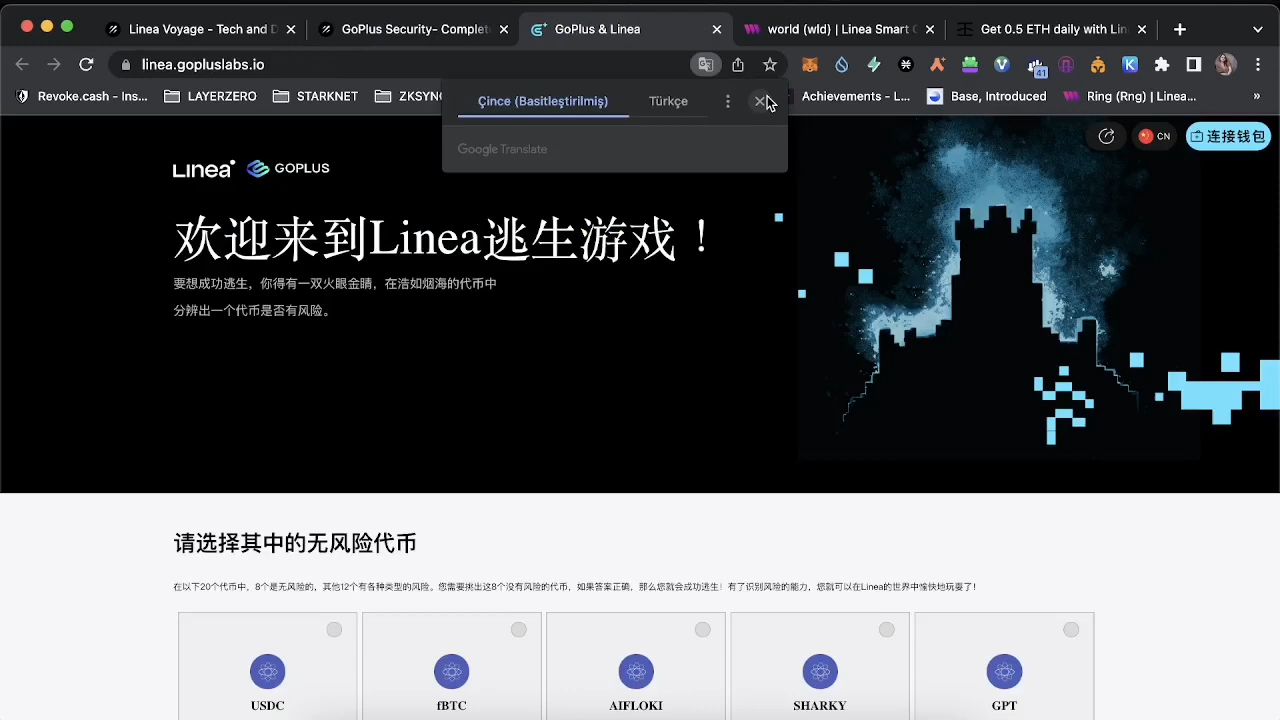 Linea Voyage - Tech and D
GoPlus Security- Complet
GoPlus & Linea
world (wld) | Linea Smart C
Get 0.5 ETH daily with Lin
linea.gopluslabs.io
41
Revoke.cash - Ins...
LAYERZERO
STARKNET
ZKSYNC
Achievements - L...
Base, Introduced
Ring (Rng) | Linea...
»
Çince (Basitleştirilmiş)
Türkçe
Google Translate
CN
连接钱包
Linea
GOPLUS
欢迎来到Linea逃生游戏！
要想成功逃生，你得有一双火眼金睛，在浩如烟海的代币中
分辨出一个代币是否有风险。
请选择其中的无风险代币
在以下20个代币中，8个是无风险的，其他12个有各种类型的风险。您需要挑出这8个没有风险的代币，如果答案正确，那么您就会成功逃生！有了识别风险的能力，您就可以在Linea的世界中愉快地玩耍了！
USDC
fBTC
AIFLOKI
SHARKY
GPT